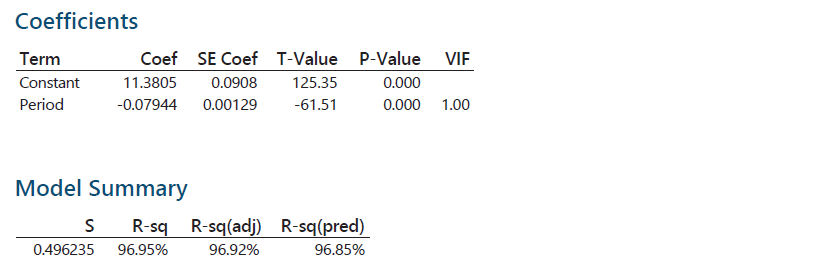 Coefficients
Term Coef SE Coef T-Value P-Value VIF
Constant 11.3805 0.0908 125.35 0.000
Period -0.07944 0.00129 -61.51 0.000 1.00
Model Summary
S R-sq R-sq(adj) R-sq(pred)
0.496235 96.95% 96.92% 96.85%